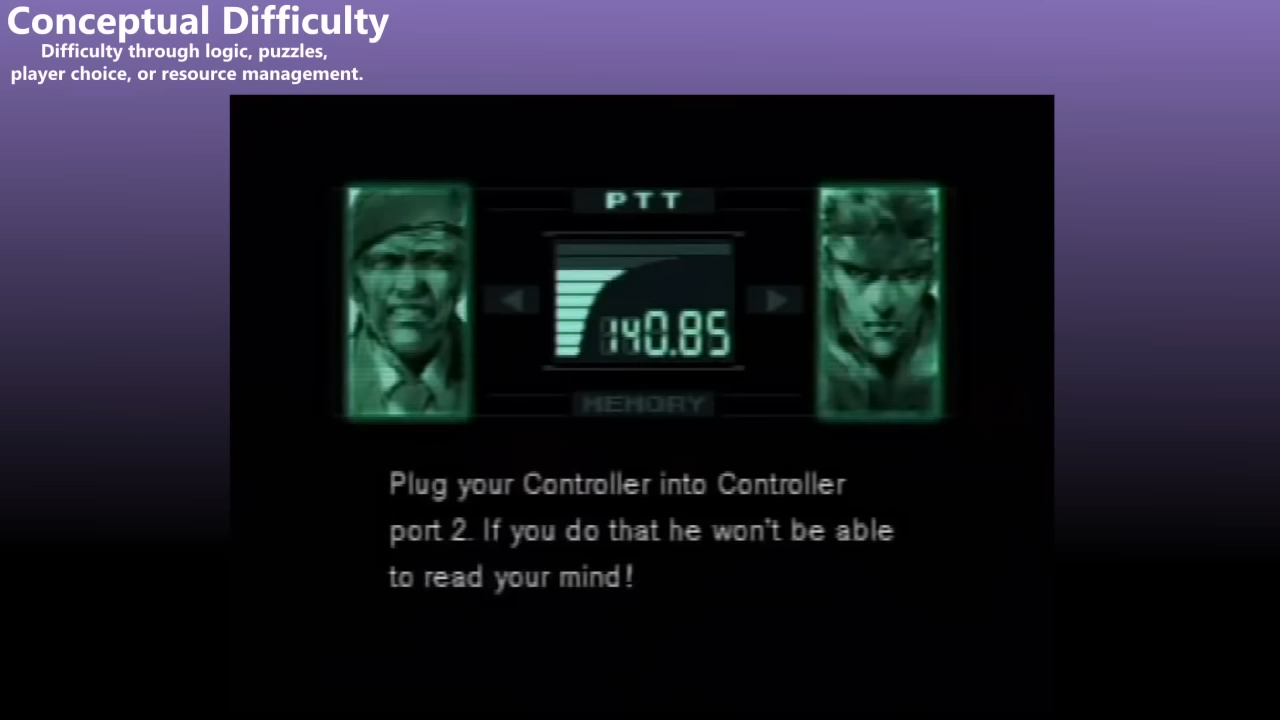 Conceptual Difficulty
Difficulty through logic, puzzles,
player choice, or resource management.
PTT
140.85
MEMORY
Plug your Controller into Controller
port 2. If you do that he won't be able
to read your mind!